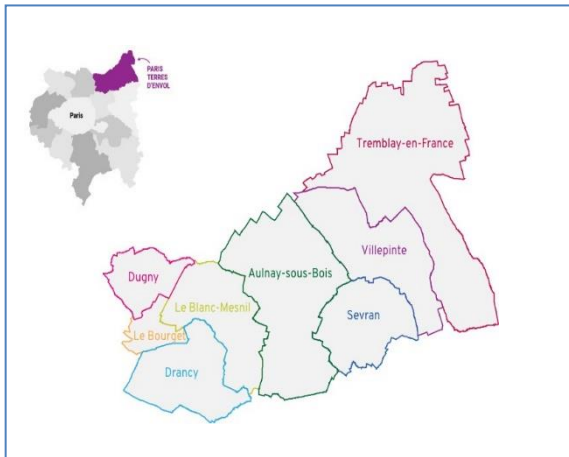 PARIS
TERRES
D'ENVOL
Paris
Tremblay-en-France
Villepinte
Aulnay-sous-Bois
Dugny
Le Blanc-Mesnil
Sevran
Le Bourget
Drancy